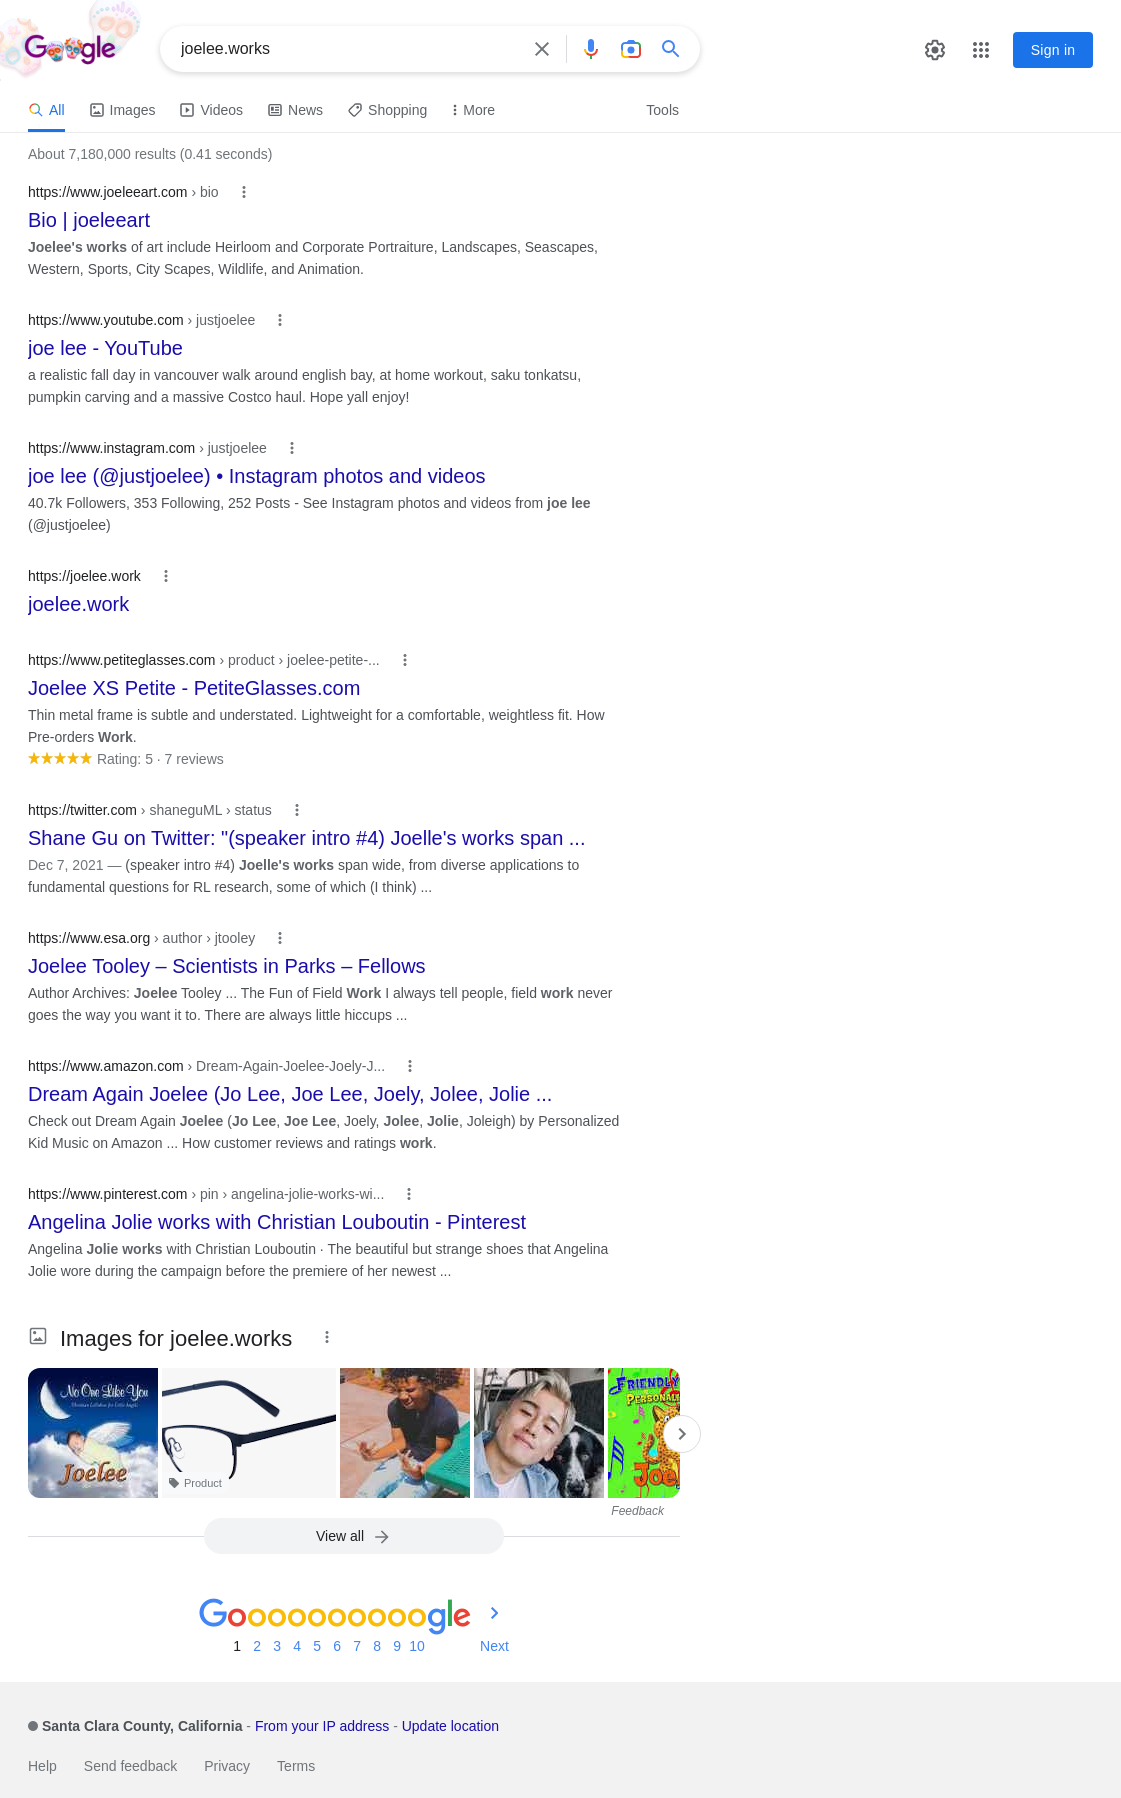 Google
joelee.works
Sign in
All Images Videos News Shopping More Tools
About 7,180,000 results (0.41 seconds)
https://www.joeleeart.com › bio
Bio | joeleeart
Joelee's works of art include Heirloom and Corporate Portraiture, Landscapes, Seascapes,
Western, Sports, City Scapes, Wildlife, and Animation.
https://www.youtube.com › justjoelee
joe lee - YouTube
a realistic fall day in vancouver walk around english bay, at home workout, saku tonkatsu,
pumpkin carving and a massive Costco haul. Hope yall enjoy!
https://www.instagram.com › justjoelee
joe lee (@justjoelee) • Instagram photos and videos
40.7k Followers, 353 Following, 252 Posts - See Instagram photos and videos from joe lee
(@justjoelee)
https://joelee.work
joelee.work
https://www.petiteglasses.com › product › joelee-petite-...
Joelee XS Petite - PetiteGlasses.com
Thin metal frame is subtle and understated. Lightweight for a comfortable, weightless fit. How
Pre-orders Work.
Rating: 5 · 7 reviews
https://twitter.com › shaneguML › status
Shane Gu on Twitter: "(speaker intro #4) Joelle's works span ...
Dec 7, 2021 — (speaker intro #4) Joelle's works span wide, from diverse applications to
fundamental questions for RL research, some of which (I think) ...
https://www.esa.org › author › jtooley
Joelee Tooley – Scientists in Parks – Fellows
Author Archives: Joelee Tooley ... The Fun of Field Work I always tell people, field work never
goes the way you want it to. There are always little hiccups ...
https://www.amazon.com › Dream-Again-Joelee-Joely-J...
Dream Again Joelee (Jo Lee, Joe Lee, Joely, Jolee, Jolie ...
Check out Dream Again Joelee (Jo Lee, Joe Lee, Joely, Jolee, Jolie, Joleigh) by Personalized
Kid Music on Amazon ... How customer reviews and ratings work.
https://www.pinterest.com › pin › angelina-jolie-works-wi...
Angelina Jolie works with Christian Louboutin - Pinterest
Angelina Jolie works with Christian Louboutin · The beautiful but strange shoes that Angelina
Jolie wore during the campaign before the premiere of her newest ...
Images for joelee.works
No One Like You
Christian Lullabies for Little Angels
Joelee
Product
FRIENDLY
PERSONAL
JOEL
Feedback
View all
Goooooooooogle
1 2 3 4 5 6 7 8 9 10 Next
Santa Clara County, California - From your IP address - Update location
Help Send feedback Privacy Terms